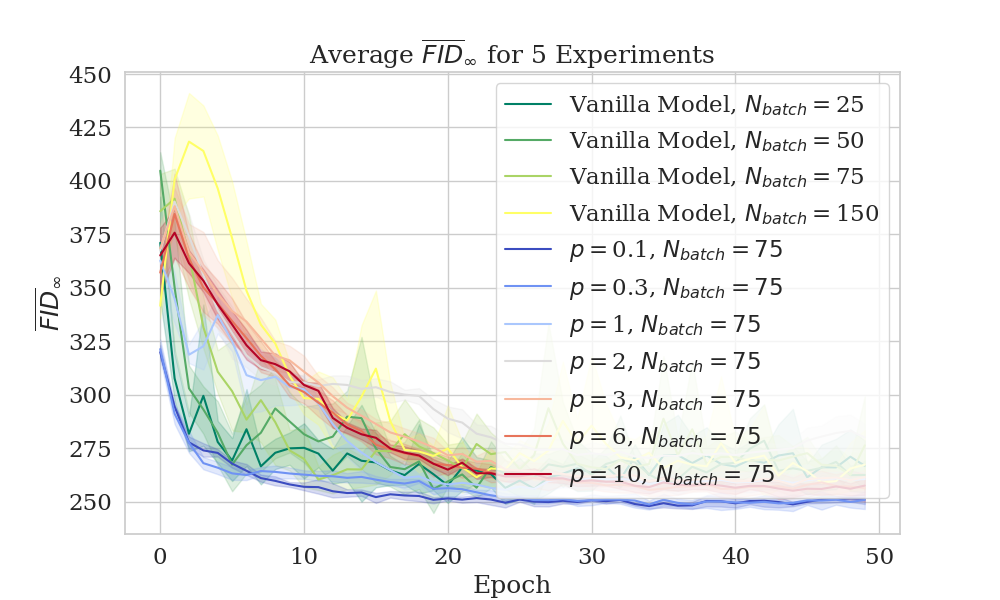 Average $\overline{FID}_\infty$ for 5 Experiments
450
425
400
375
350
325
300
275
250
$\overline{FID}_\infty$
Vanilla Model, $N_{batch} = 25$
Vanilla Model, $N_{batch} = 50$
Vanilla Model, $N_{batch} = 75$
Vanilla Model, $N_{batch} = 150$
$p = 0.1$, $N_{batch} = 75$
$p = 0.3$, $N_{batch} = 75$
$p = 1$, $N_{batch} = 75$
$p = 2$, $N_{batch} = 75$
$p = 3$, $N_{batch} = 75$
$p = 6$, $N_{batch} = 75$
$p = 10$, $N_{batch} = 75$
0 10 20 30 40 50
Epoch